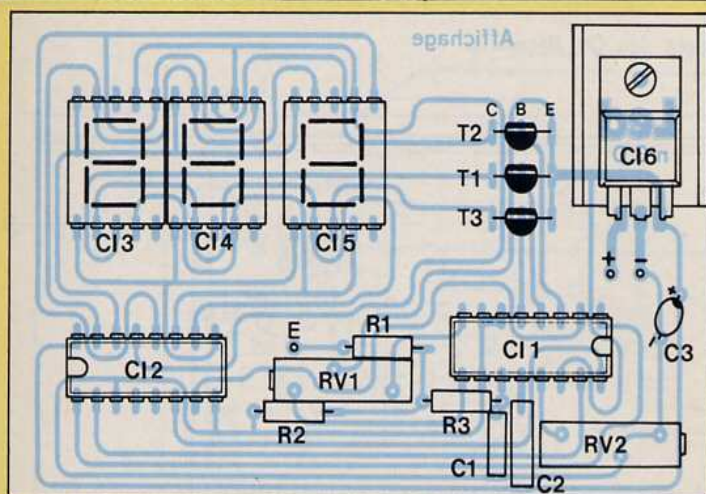 Affichage
C B E
T2
T1
T3
CI6
CI3
CI4
CI5
+ -
E
R1
CI1
C3
CI2
RV1
R2
R3
RV2
C1
C2